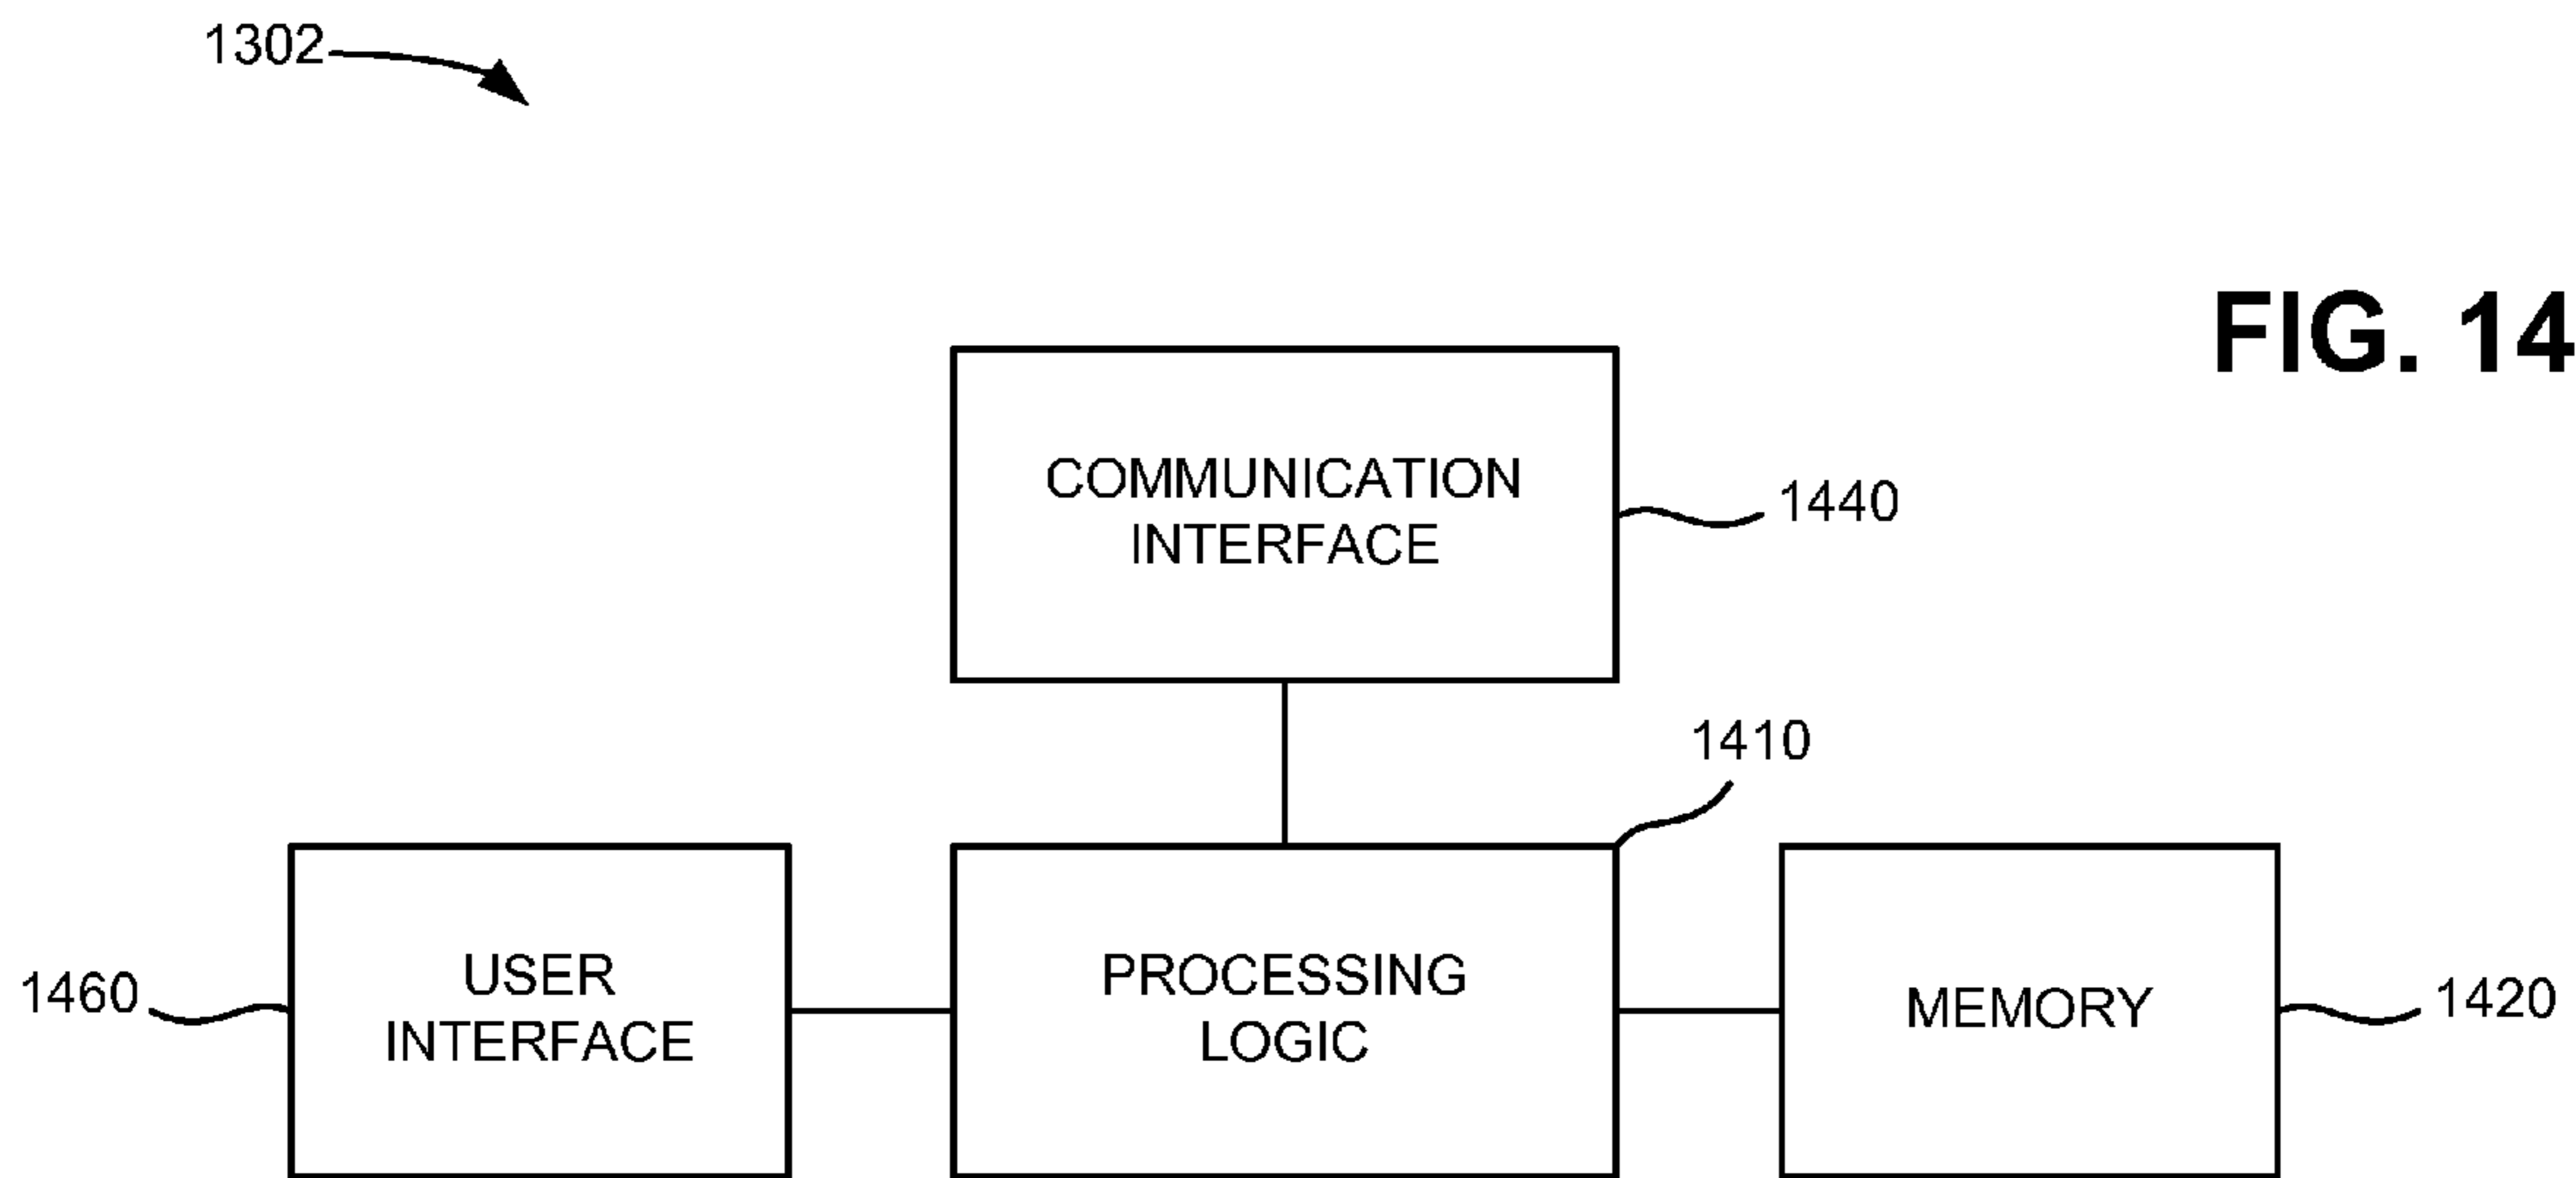 1302
FIG. 14
COMMUNICATION
INTERFACE
1440
1410
1460
USER
INTERFACE
PROCESSING
LOGIC
MEMORY
1420